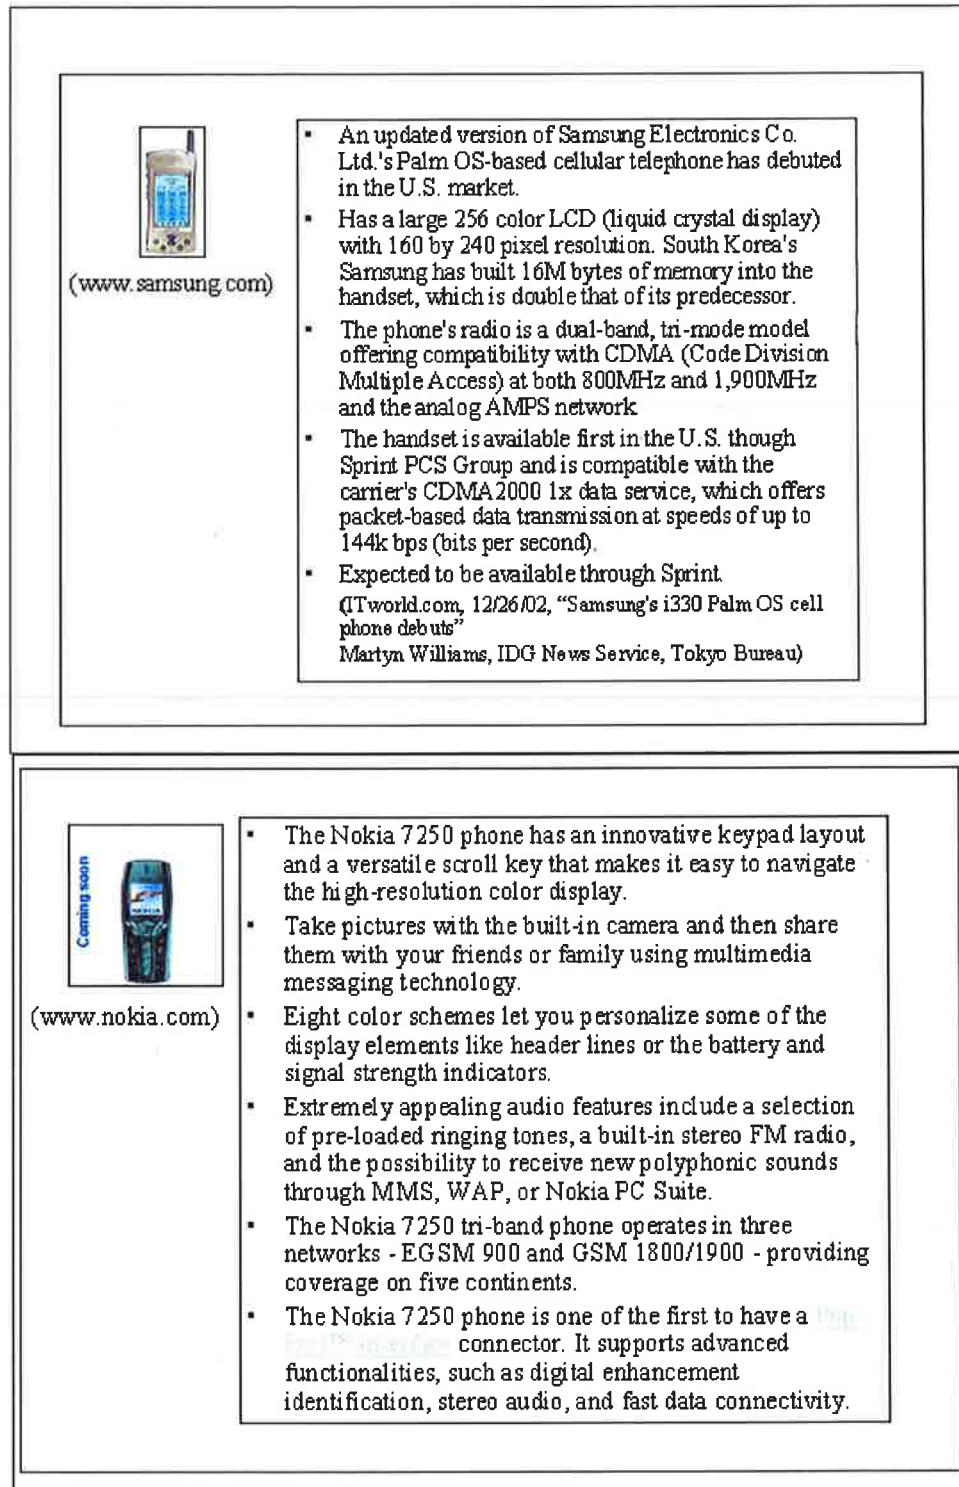 ▪ An updated version of Samsung Electronics Co.
Ltd.'s Palm OS-based cellular telephone has debuted
in the U.S. market.
▪ Has a large 256 color LCD (liquid crystal display)
with 160 by 240 pixel resolution. South Korea's
Samsung has built 16M bytes of memory into the
handset, which is double that of its predecessor.
▪ The phone's radio is a dual-band, tri-mode model
offering compatibility with CDMA (Code Division
Multiple Access) at both 800MHz and 1,900MHz
and the analog AMPS network
▪ The handset is available first in the U.S. though
Sprint PCS Group and is compatible with the
carrier's CDMA2000 1x data service, which offers
packet-based data transmission at speeds of up to
144k bps (bits per second).
▪ Expected to be available through Sprint
(ITworld.com, 12/26/02, “Samsung's i330 Palm OS cell
phone debuts”
Martyn Williams, IDG News Service, Tokyo Bureau)
(www.samsung.com)
Coming soon
NOKIA
(www.nokia.com)
▪ The Nokia 7250 phone has an innovative keypad layout
and a versatile scroll key that makes it easy to navigate
the high-resolution color display.
▪ Take pictures with the built-in camera and then share
them with your friends or family using multimedia
messaging technology.
▪ Eight color schemes let you personalize some of the
display elements like header lines or the battery and
signal strength indicators.
▪ Extremely appealing audio features include a selection
of pre-loaded ringing tones, a built-in stereo FM radio,
and the possibility to receive new polyphonic sounds
through MMS, WAP, or Nokia PC Suite.
▪ The Nokia 7250 tri-band phone operates in three
networks - EGSM 900 and GSM 1800/1900 - providing
coverage on five continents.
▪ The Nokia 7250 phone is one of the first to have a Pop-
Port™ interface connector. It supports advanced
functionalities, such as digital enhancement
identification, stereo audio, and fast data connectivity.